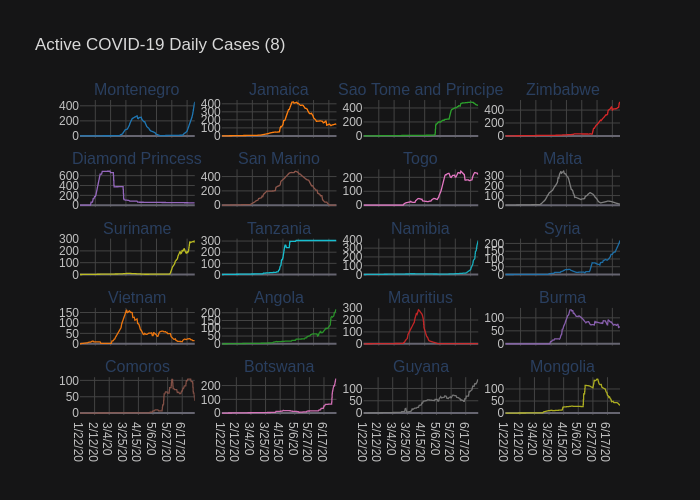 Active COVID-19 Daily Cases (8)
Montenegro Jamaica Sao Tome and Principe Zimbabwe
400 200 0
400 300 200 100 0
400 200 0
400 200 0
Diamond Princess San Marino Togo Malta
600 400 200 0
400 200 0
200 100 0
300 200 100 0
Suriname Tanzania Namibia Syria
300 200 100 0
300 200 100 0
400 300 200 100 0
200 150 100 50 0
Vietnam Angola Mauritius Burma
150 100 50 0
200 150 100 50 0
300 200 100 0
100 50 0
Comoros Botswana Guyana Mongolia
100 50 0
200 100 0
100 50 0
100 50 0
1/22/20 2/12/20 3/4/20 3/25/20 4/15/20 5/6/20 5/27/20 6/17/20
1/22/20 2/12/20 3/4/20 3/25/20 4/15/20 5/6/20 5/27/20 6/17/20
1/22/20 2/12/20 3/4/20 3/25/20 4/15/20 5/6/20 5/27/20 6/17/20
1/22/20 2/12/20 3/4/20 3/25/20 4/15/20 5/6/20 5/27/20 6/17/20